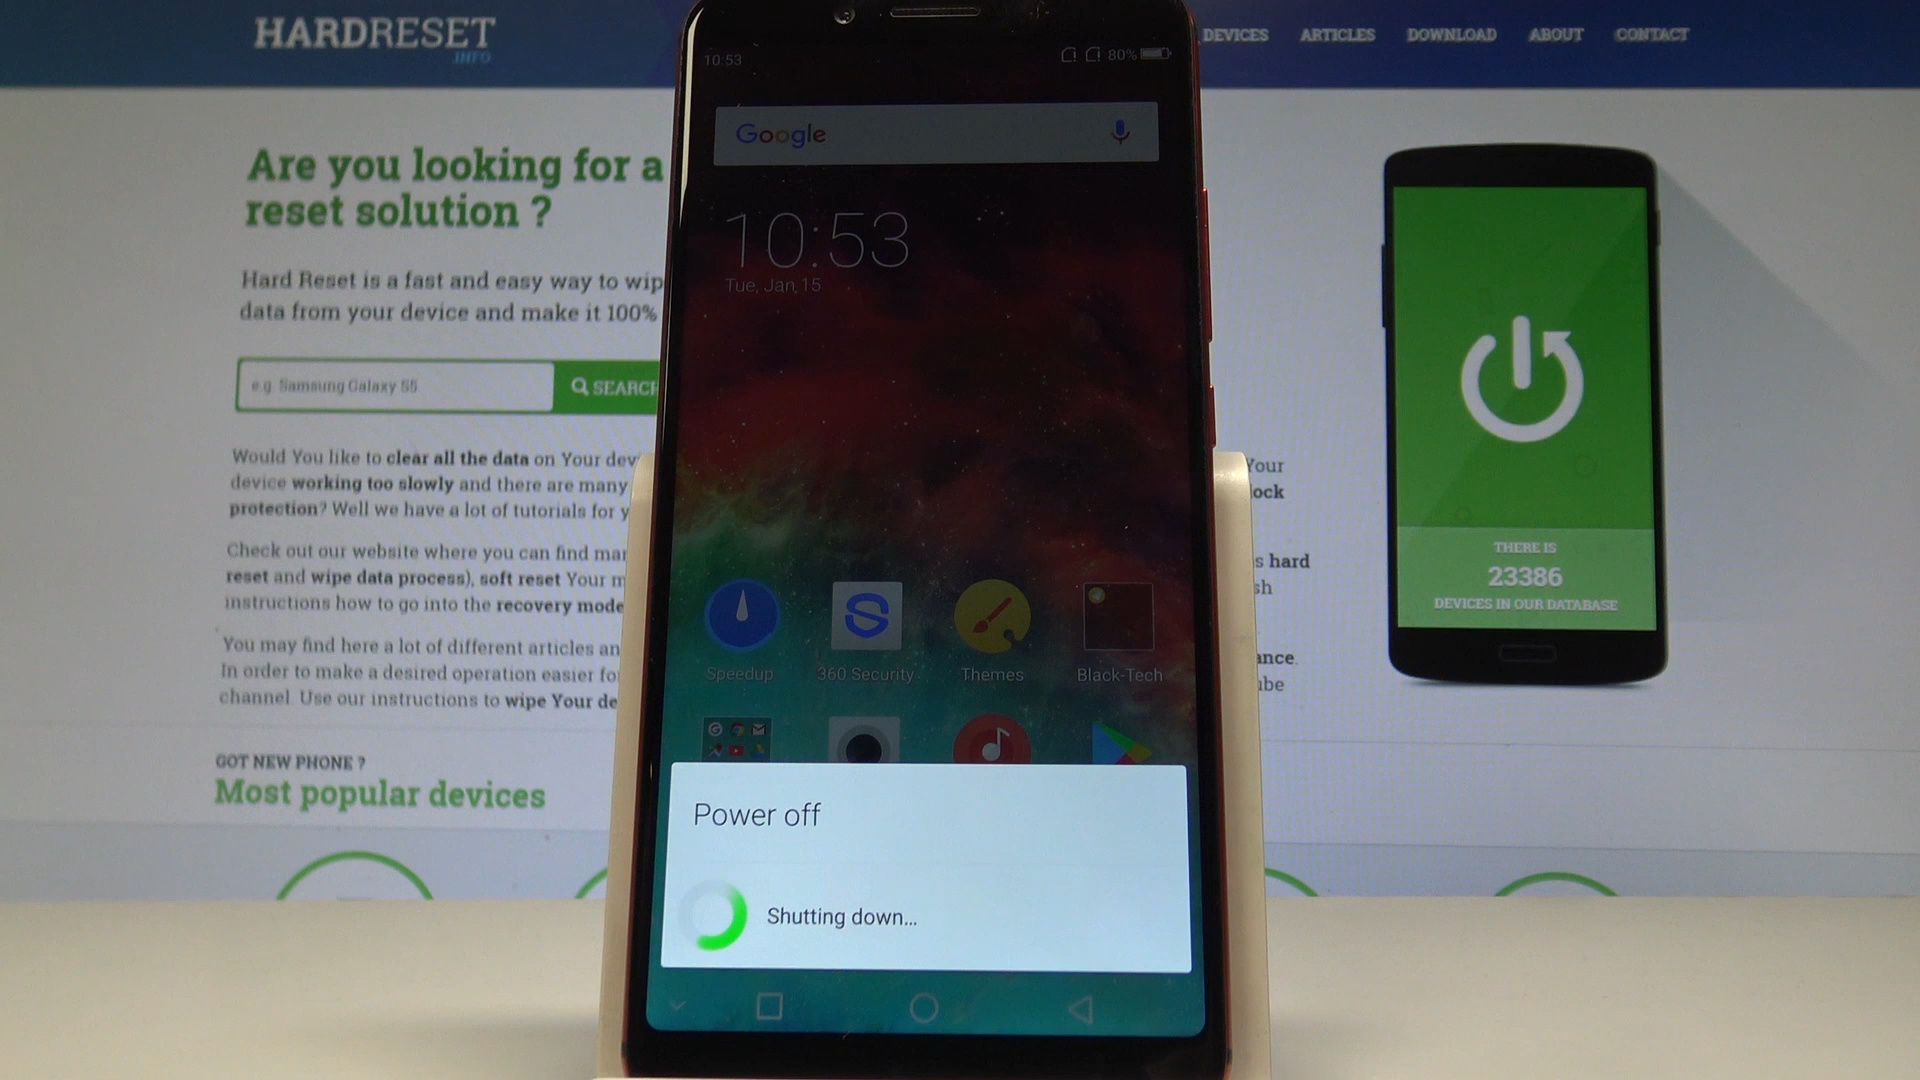 HARDRESET
.INFO
DEVICES ARTICLES DOWNLOAD ABOUT CONTACT
Are you looking for a
reset solution ?
Hard Reset is a fast and easy way to wip
data from your device and make it 100%
e.g. Samsung Galaxy S5
SEARCH
Would You like to clear all the data on Your dev
device working too slowly and there are many
protection? Well we have a lot of tutorials for y
Check out our website where you can find man
reset and wipe data process), soft reset Your m
instructions how to go into the recovery mode
You may find here a lot of different articles an
In order to make a desired operation easier fo
channel. Use our instructions to wipe Your de
GOT NEW PHONE ?
Most popular devices
10:53
80%
Google
10:53
Tue, Jan 15
Speedup
360 Security
Themes
Black-Tech
Power off
Shutting down...
Your
lock
s hard
sh
ance.
ube
THERE IS
23386
DEVICES IN OUR DATABASE